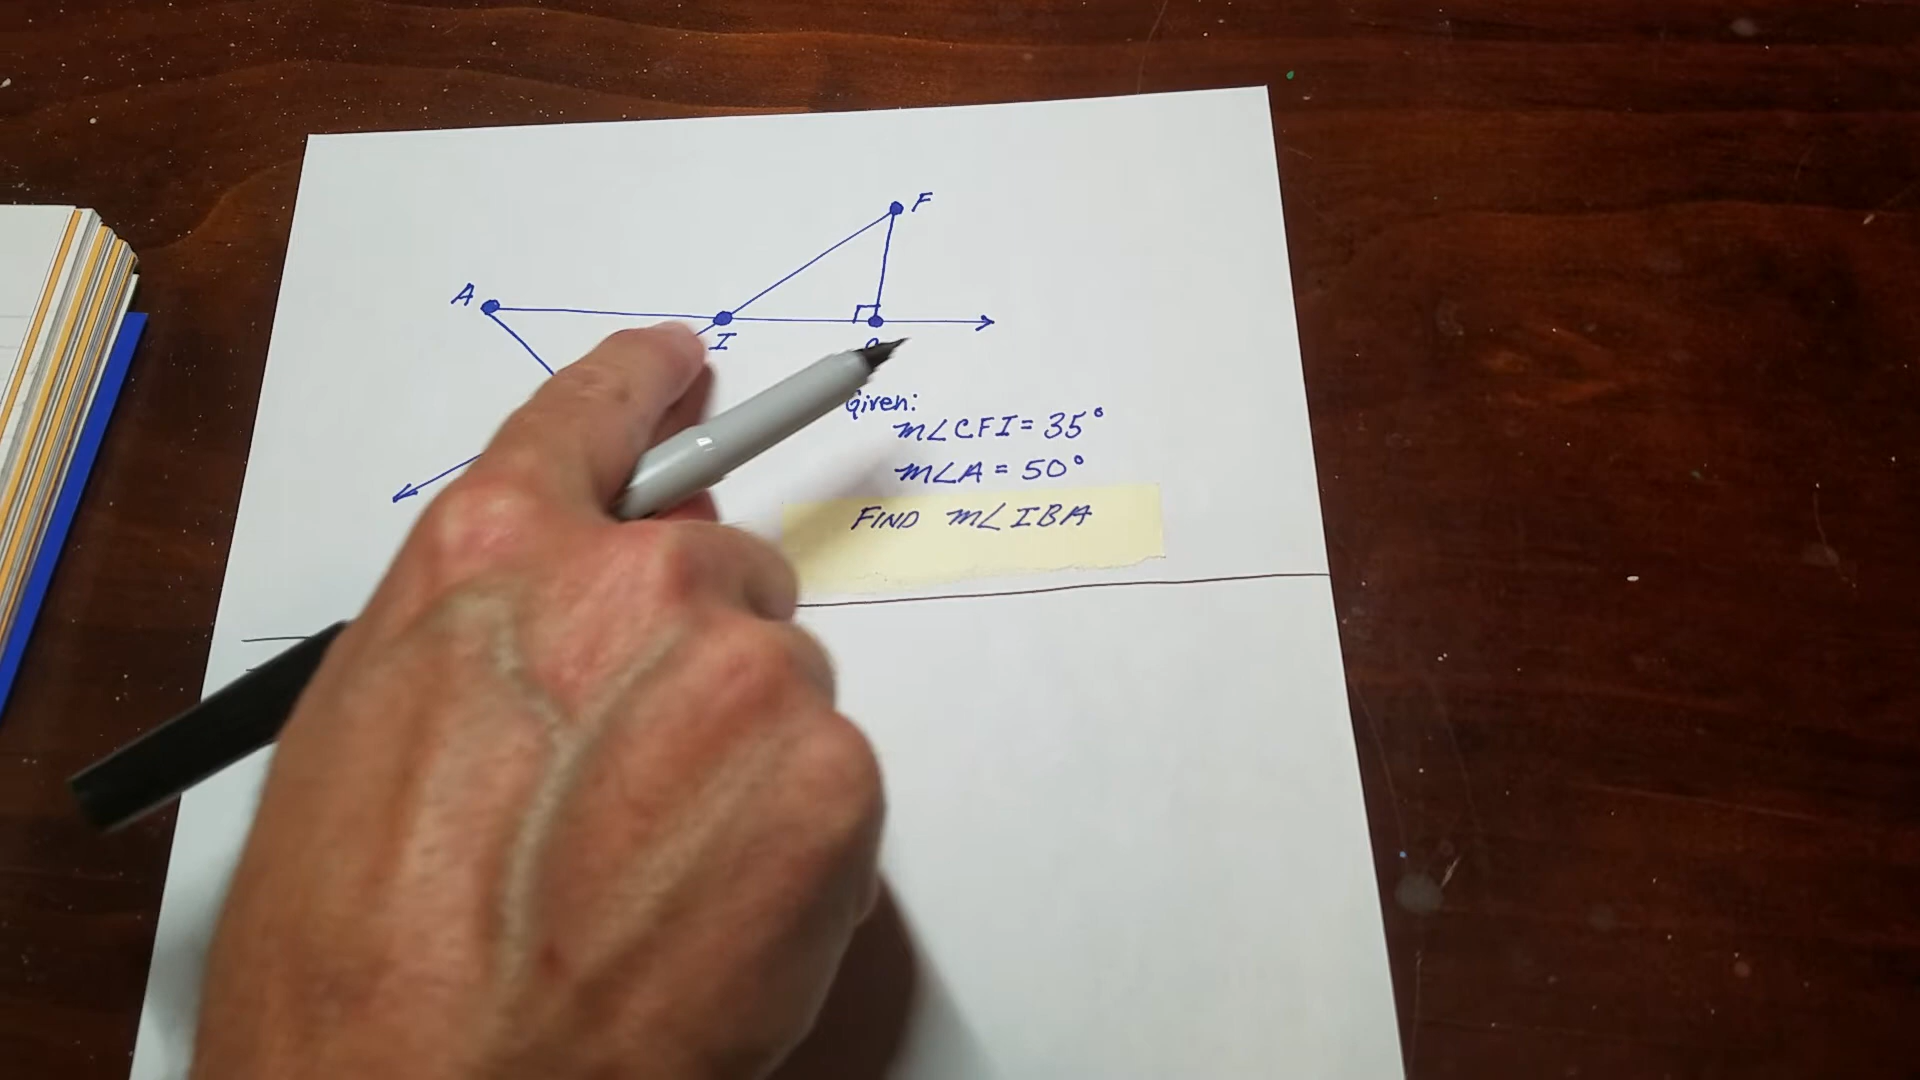 F
A
I
Given:
m∠CFI = 35°
m∠A = 50°
FIND m∠IBA